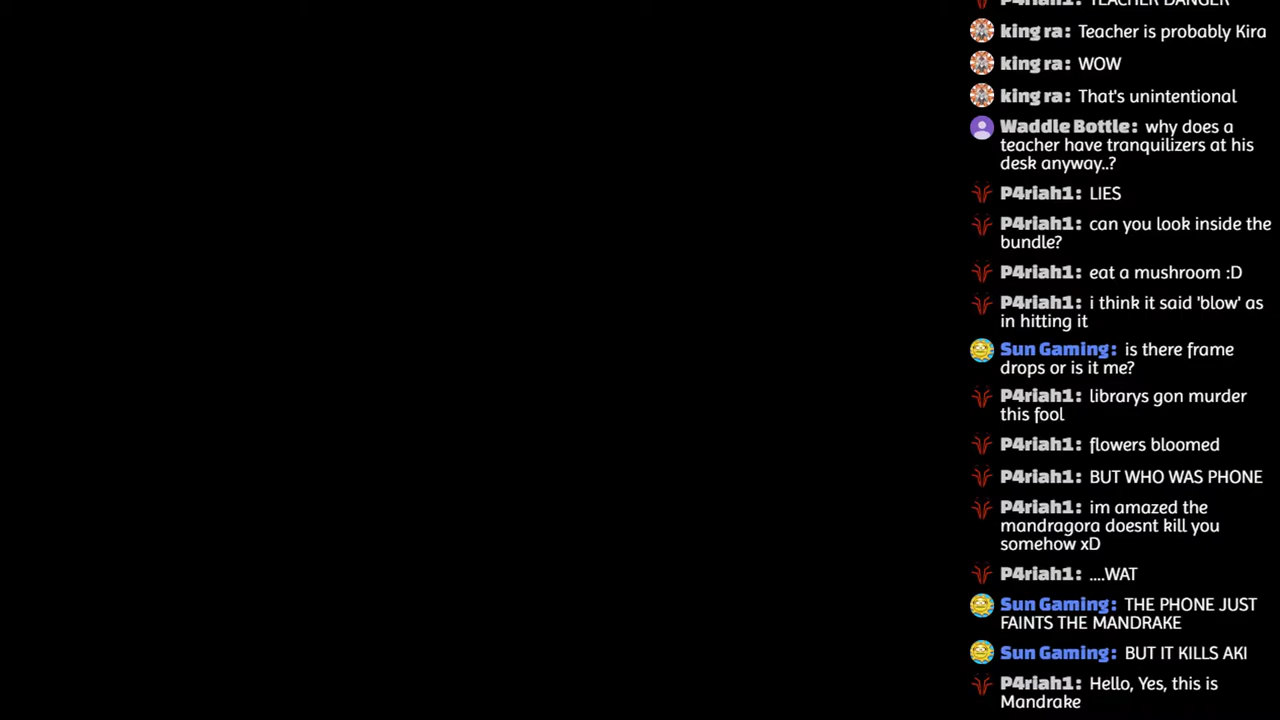 P4riah1: TEACHER DANGER
king ra: Teacher is probably Kira
king ra: WOW
king ra: That's unintentional
Waddle Bottle: why does a
teacher have tranquilizers at his
desk anyway..?
P4riah1: LIES
P4riah1: can you look inside the
bundle?
P4riah1: eat a mushroom :D
P4riah1: i think it said 'blow' as
in hitting it
Sun Gaming: is there frame
drops or is it me?
P4riah1: librarys gon murder
this fool
P4riah1: flowers bloomed
P4riah1: BUT WHO WAS PHONE
P4riah1: im amazed the
mandragora doesnt kill you
somehow xD
P4riah1: ....WAT
Sun Gaming: THE PHONE JUST
FAINTS THE MANDRAKE
Sun Gaming: BUT IT KILLS AKI
P4riah1: Hello, Yes, this is
Mandrake